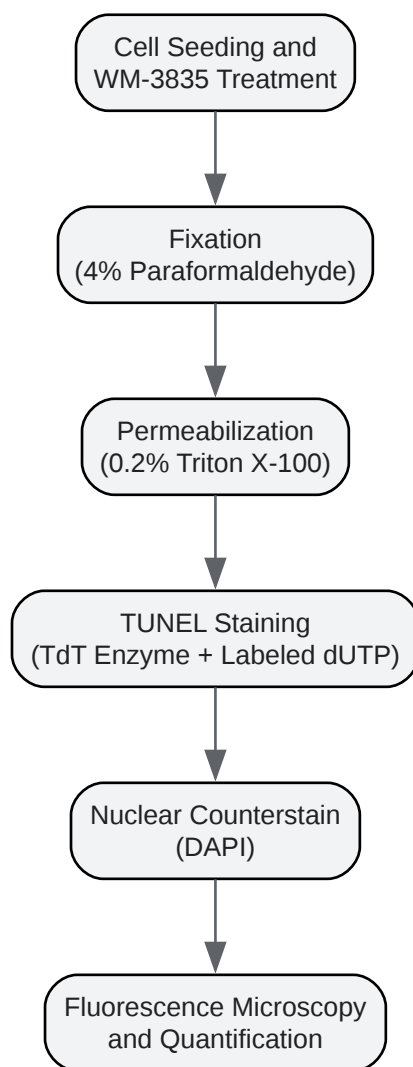 Cell Seeding and
WM-3835 Treatment
Fixation
(4% Paraformaldehyde)
Permeabilization
(0.2% Triton X-100)
TUNEL Staining
(TdT Enzyme + Labeled dUTP)
Nuclear Counterstain
(DAPI)
Fluorescence Microscopy
and Quantification